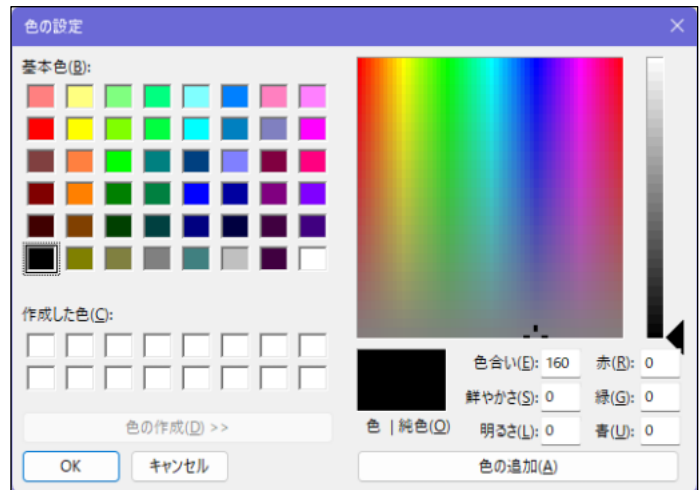 色の設定
基本色(B):
作成した色(C):
色の作成(D) >>
OK
キャンセル
色 | 純色(O)
色合い(E): 160
鮮やかさ(S): 0
明るさ(L): 0
赤(R): 0
緑(G): 0
青(U): 0
色の追加(A)